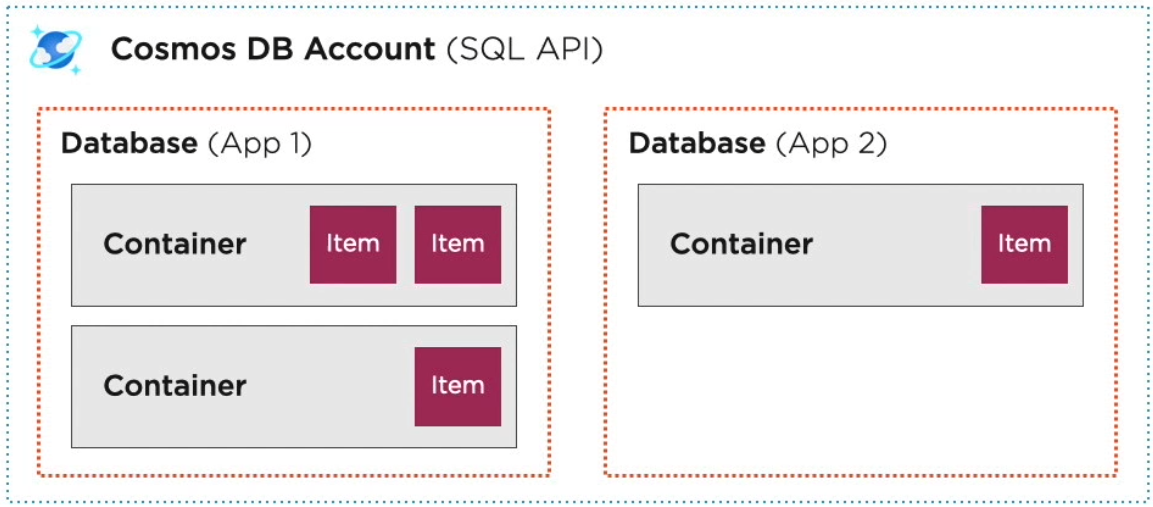 Cosmos DB Account (SQL API)
Database (App 1)
Container Item Item
Container Item
Database (App 2)
Container Item